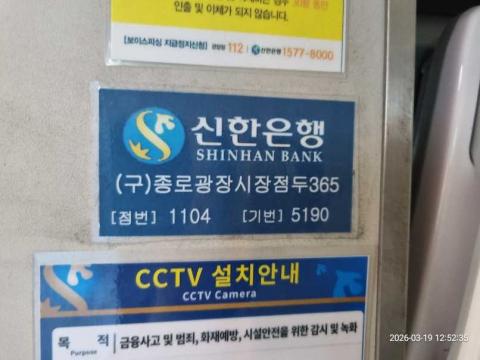 인출 및 이체가 되지 않습니다.
[보이스피싱 지급정지신청] 경찰청 112 | 신한은행 1577-8000
신한은행
SHINHAN BANK
(구)종로광장시장점두365
[점번] 1104 [기번] 5190
CCTV 설치안내
CCTV Camera
목 적 금융사고 및 범죄, 화재예방, 시설안전을 위한 감시 및 녹화
Purpose
2026-03-19 12:52:35